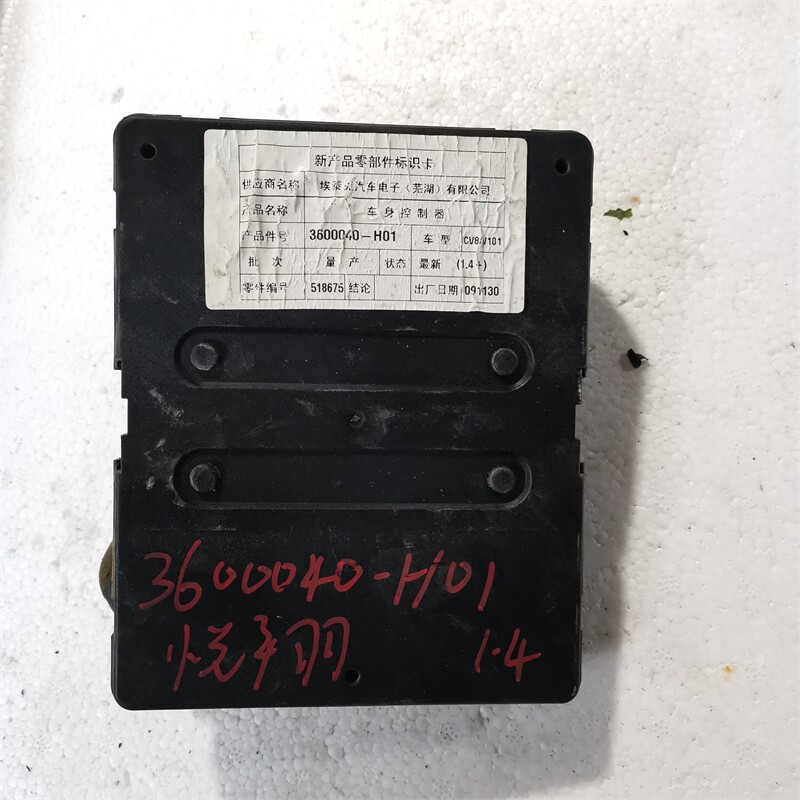 新产品零部件标识卡
供应商名称 埃泰克汽车电子（芜湖）有限公司
产品名称 车身控制器
产品件号 3600040-H01 车型 CV8/V101
批次 量产 状态 最新 (1.4+)
零件编号 518675 结论 出厂日期 091130
3600040-H01
悦翔 1.4